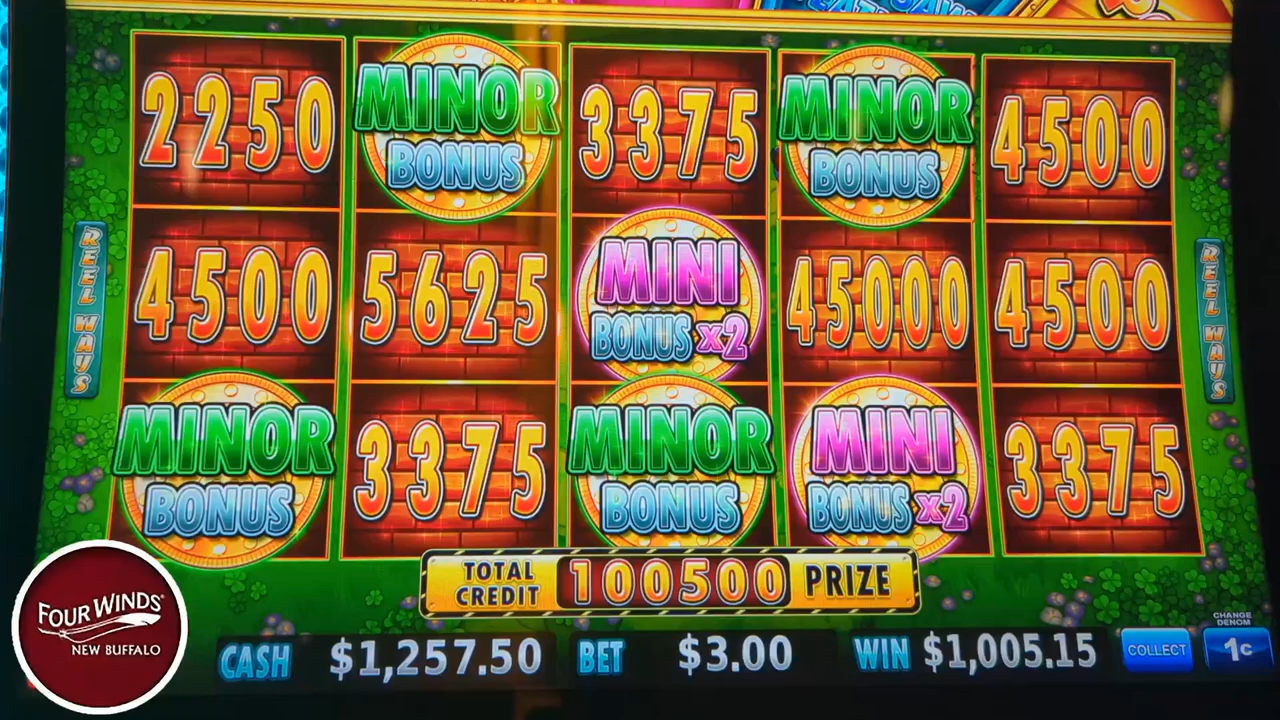 2250
MINOR
BONUS
3375
MINOR
BONUS
4500
REEL WAYS
4500
5625
MINI
BONUS x2
45000
4500
REEL WAYS
MINOR
BONUS
3375
MINOR
BONUS
MINI
BONUS x2
3375
TOTAL
CREDIT
100500
PRIZE
FOUR WINDS®
NEW BUFFALO
CASH $1,257.50 BET $3.00 WIN $1,005.15
COLLECT
CHANGE
DENOM
1¢